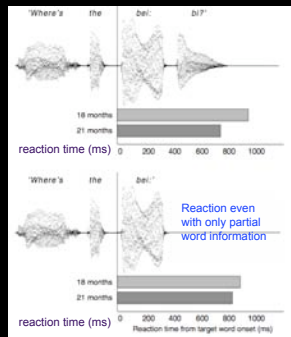 'Where's the bei: bi?'
18 months
21 months
reaction time (ms) 0 200 400 600 800 1000
'Where's the bei:'
Reaction even
with only partial
word information
18 months
21 months
reaction time (ms) 0 200 400 600 800 1000
Reaction time from target word onset (ms)